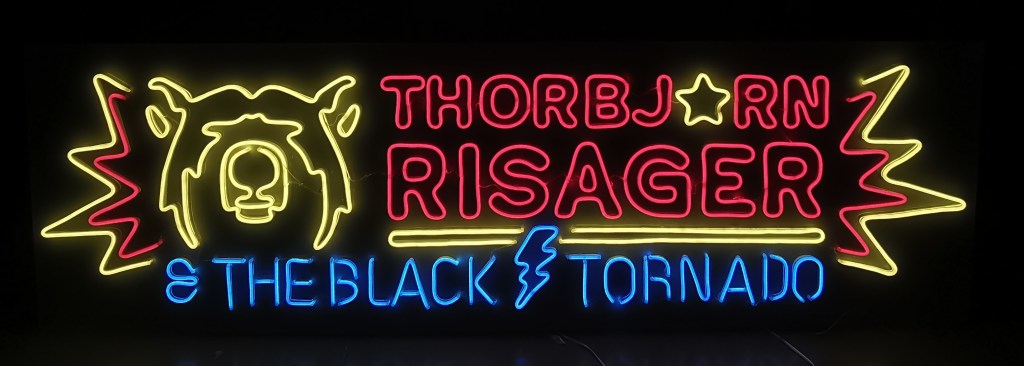 THORBJ☆RN
RISAGER
& THE BLACK TORNADO